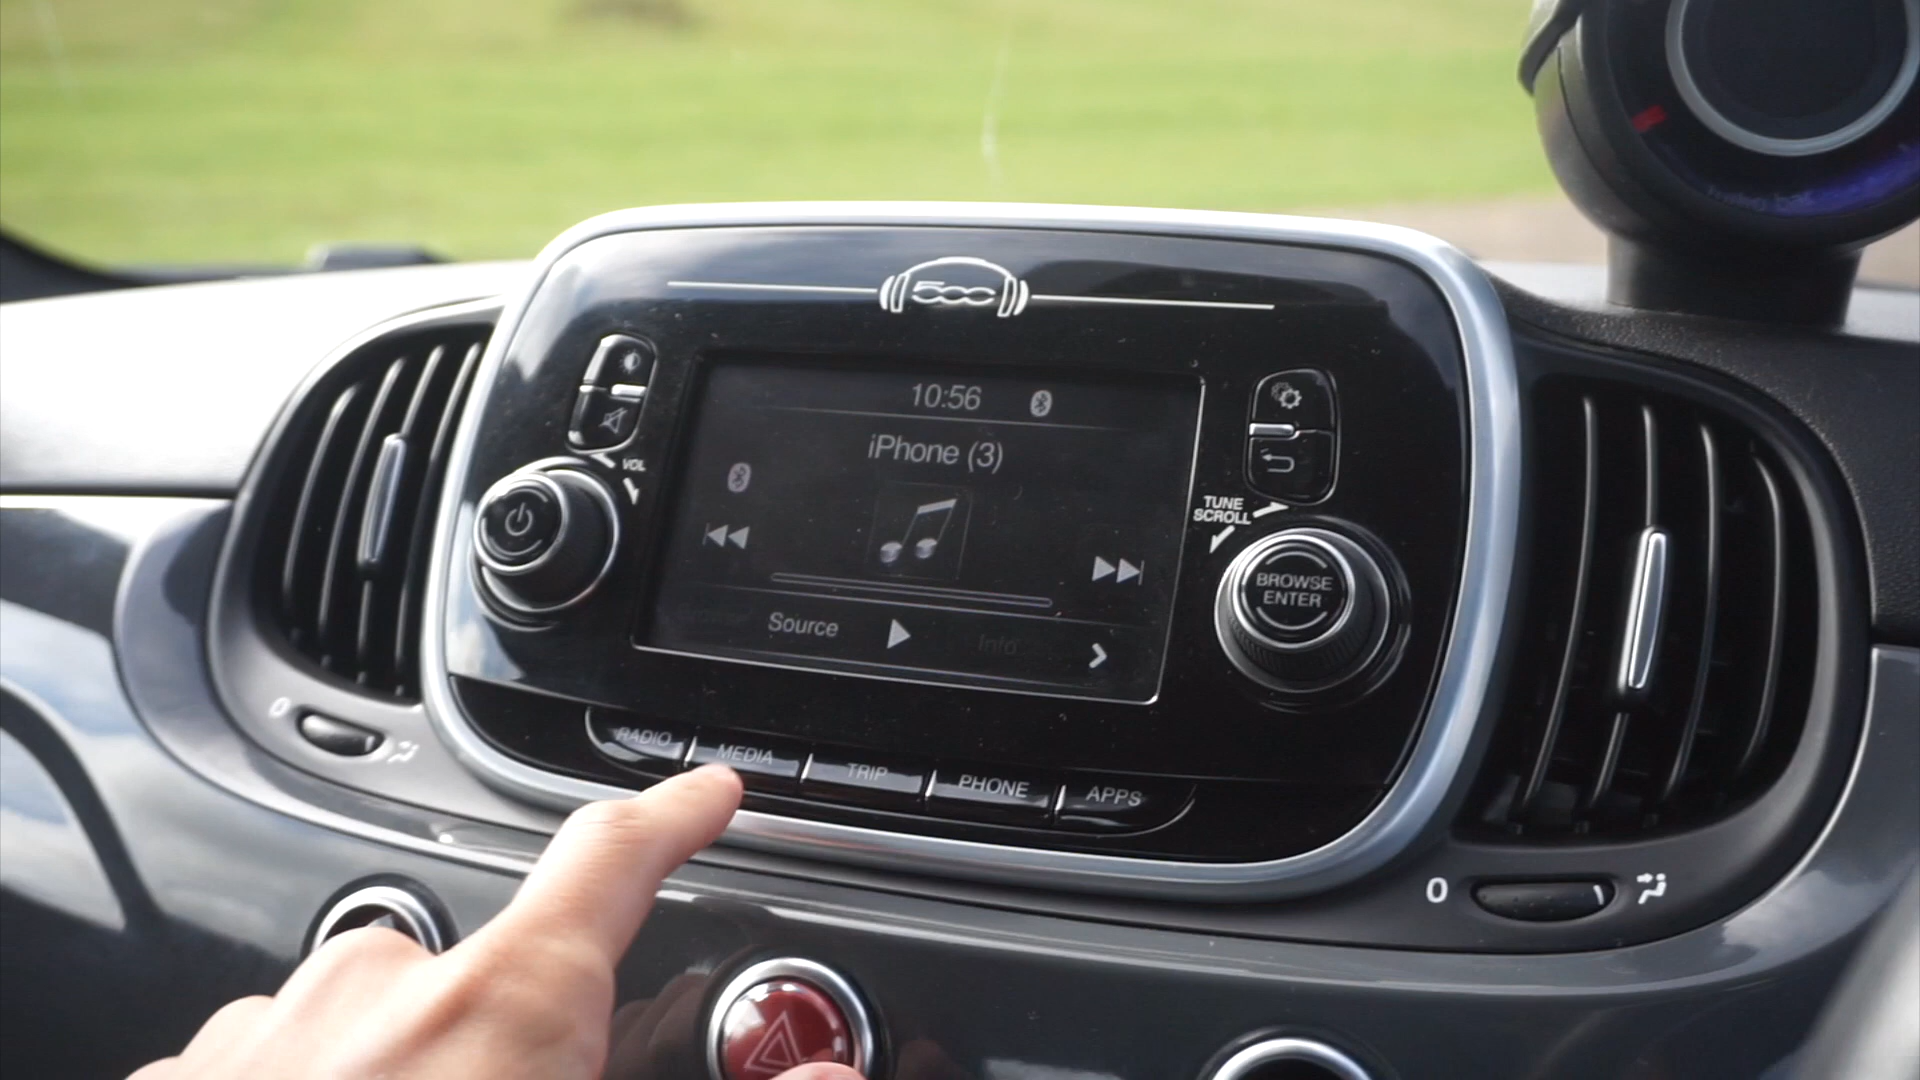 500
10:56
iPhone (3)
VOL
TUNE
SCROLL
BROWSE
ENTER
Source
Info
RADIO
MEDIA
TRIP
PHONE
APPS
0
0